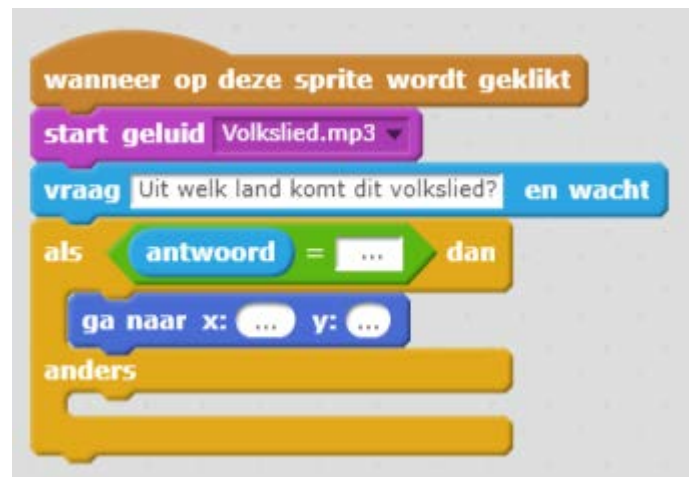 wanneer op deze sprite wordt geklikt
start geluid Volkslied.mp3
vraag Uit welk land komt dit volkslied? en wacht
als antwoord = ... dan
ga naar x: ... y: ...
anders